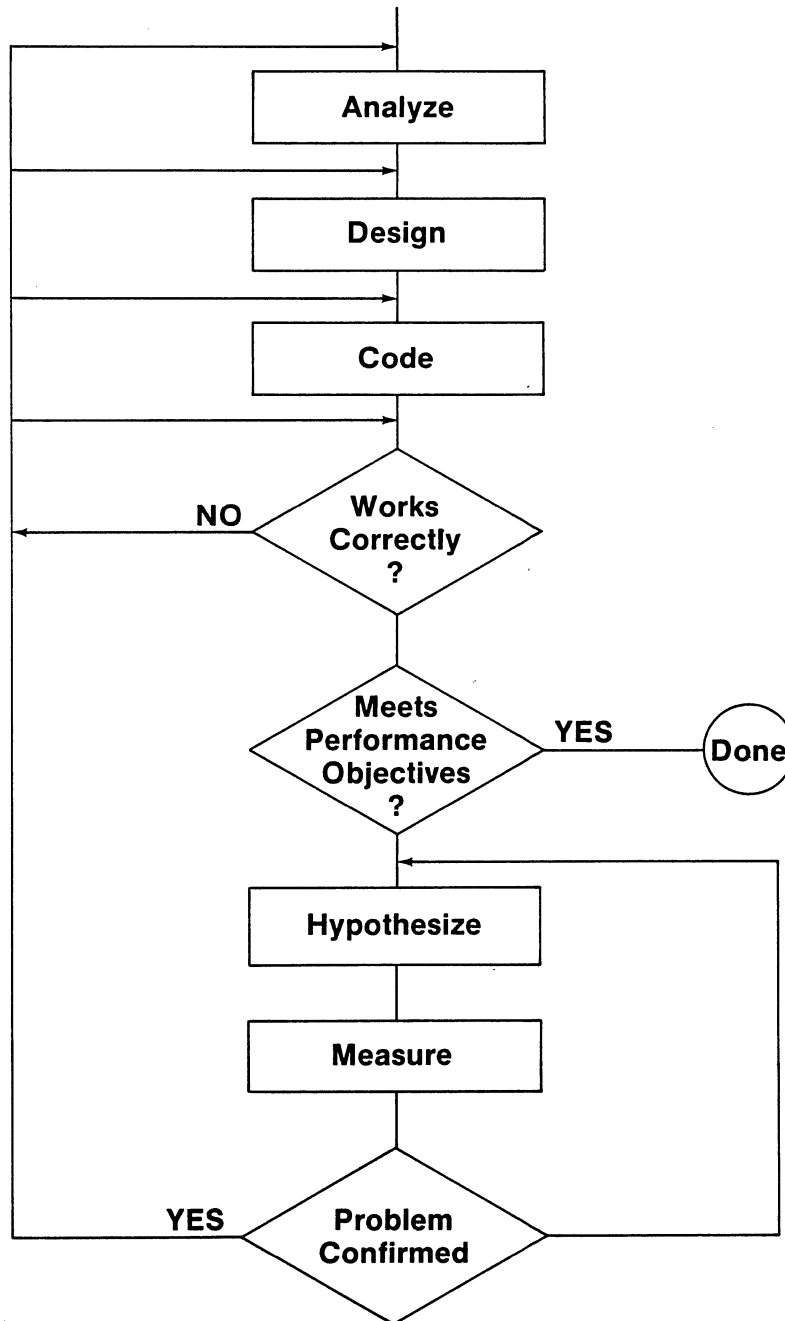 Analyze
Design
Code
NO
Works
Correctly
?
Meets
Performance
Objectives
?
YES
Done
Hypothesize
Measure
YES
Problem
Confirmed